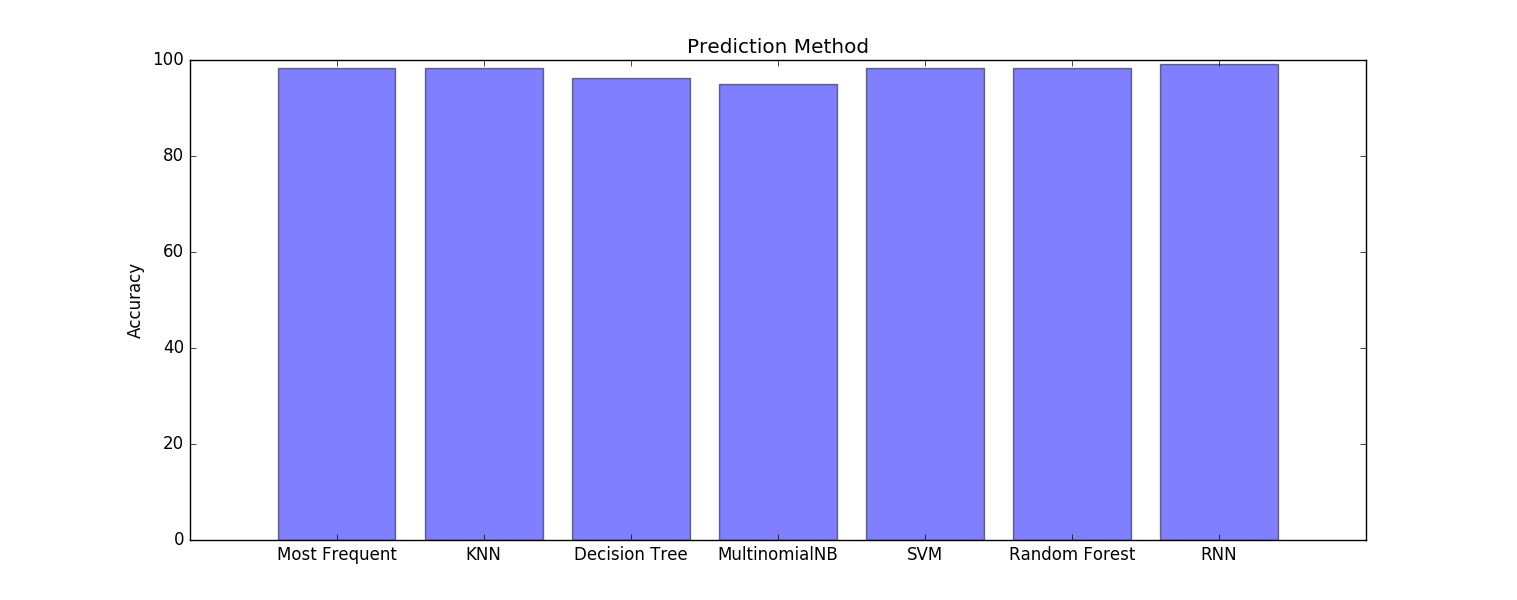 Prediction Method
100
80
60
40
20
0
Accuracy
Most Frequent KNN Decision Tree MultinomialNB SVM Random Forest RNN